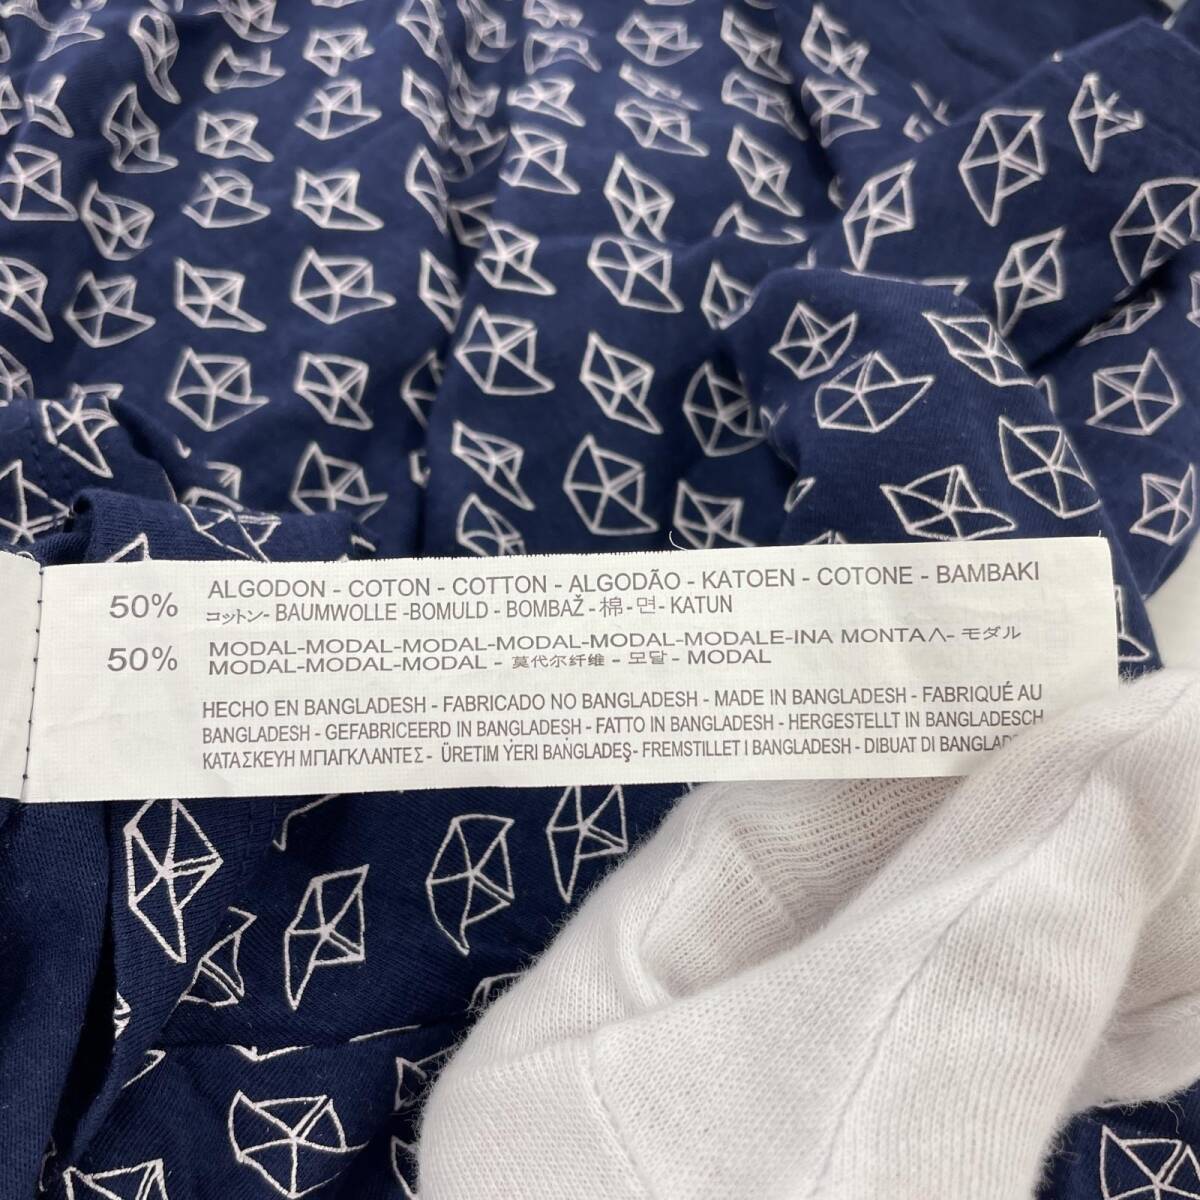 50% ALGODON - COTON - COTTON - ALGODÃO - KATOEN - COTONE - BAMBAKI
コットン- BAUMWOLLE -BOMULD - BOMBAŽ - 棉 - 면 - KATUN
50% MODAL-MODAL-MODAL-MODAL-MODAL-MODALE-INA MONTAΛ- モダル
MODAL-MODAL-MODAL - 莫代尔纤维 - 모달 - MODAL
HECHO EN BANGLADESH - FABRICADO NO BANGLADESH - MADE IN BANGLADESH - FABRIQUÉ AU
BANGLADESH - GEFABRICEERD IN BANGLADESH - FATTO IN BANGLADESH - HERGESTELLT IN BANGLADESCH
ΚΑΤΑΣΚΕΥΗ ΜΠΑΓΚΛΑΝΤΕΣ - ÜRETIM YERI BANGLADEŞ - FREMSTILLET I BANGLADESH - DIBUAT DI